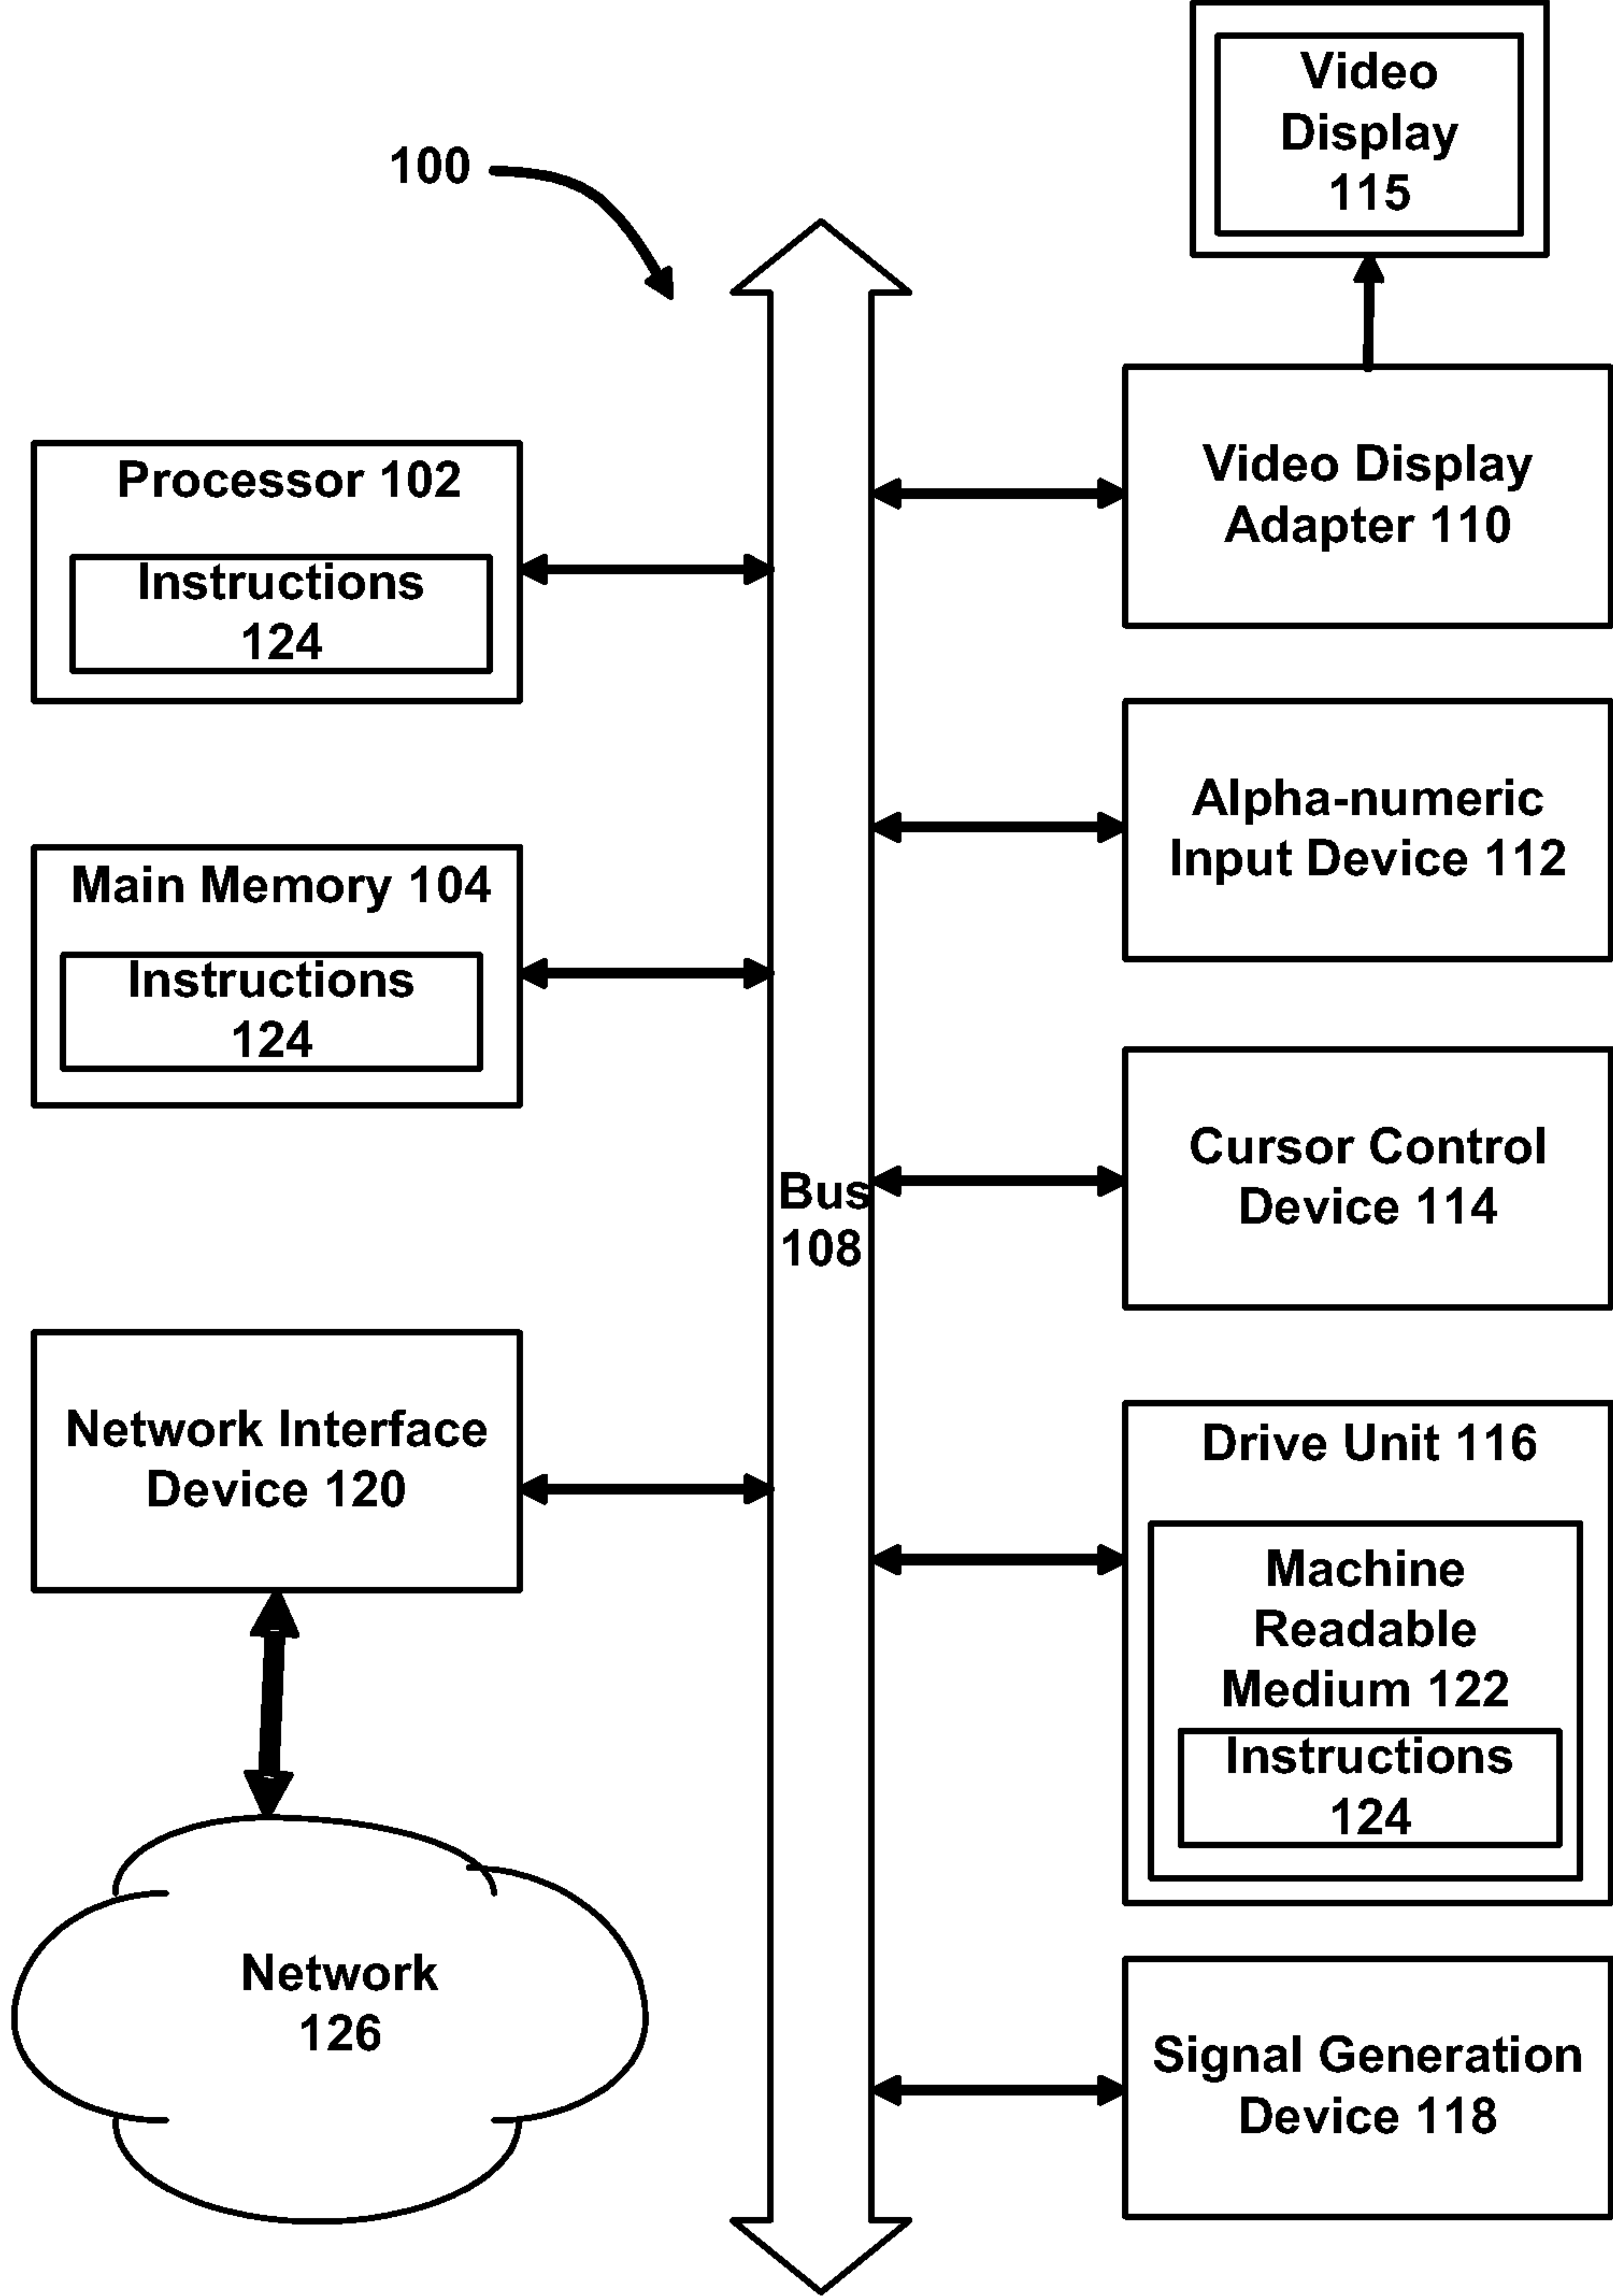 100
Video
Display
115
Processor 102
Instructions
124
Main Memory 104
Instructions
124
Network Interface
Device 120
Network
126
Bus
108
Video Display
Adapter 110
Alpha-numeric
Input Device 112
Cursor Control
Device 114
Drive Unit 116
Machine
Readable
Medium 122
Instructions
124
Signal Generation
Device 118